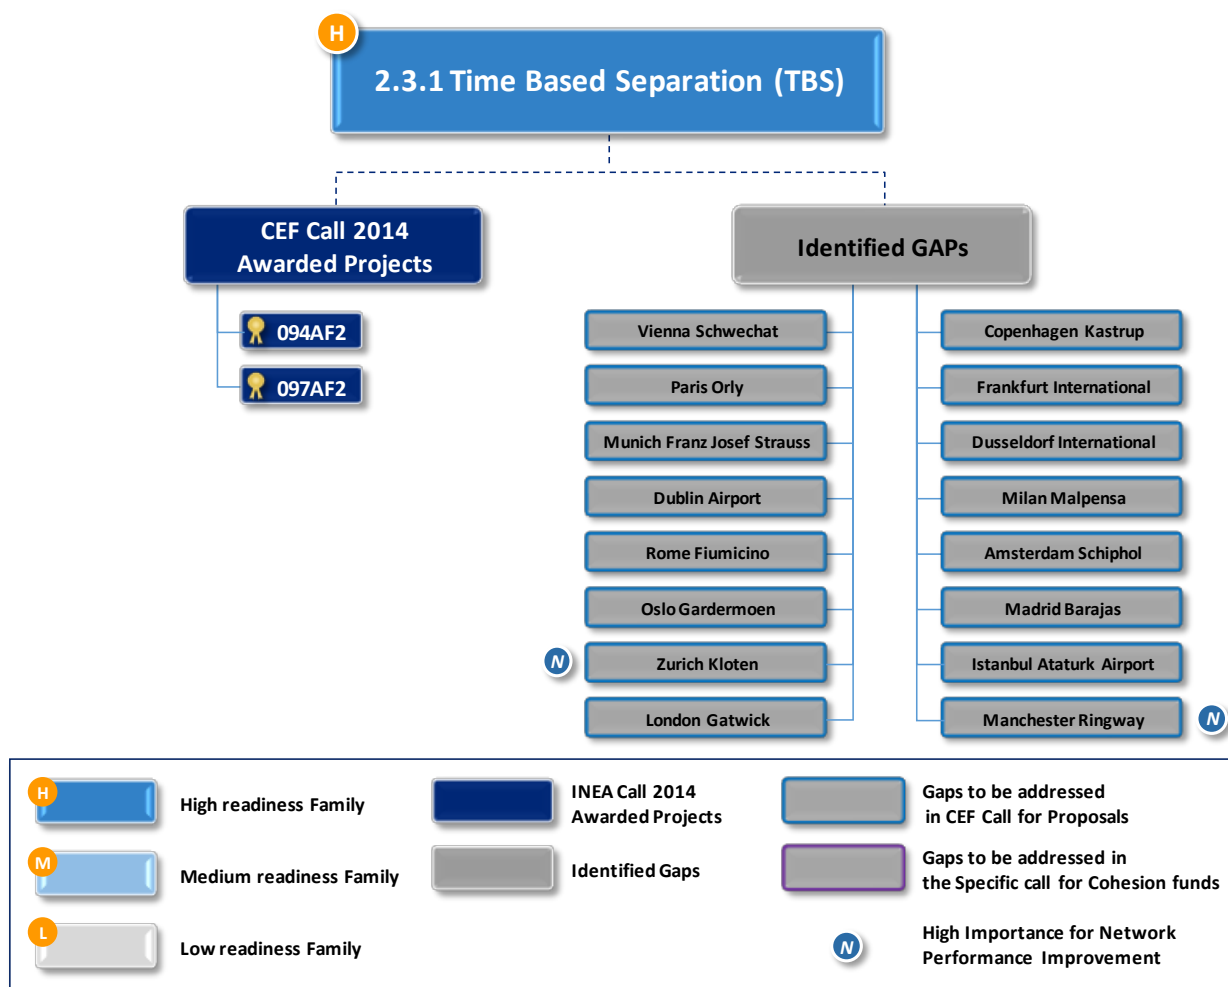 H
2.3.1 Time Based Separation (TBS)
CEF Call 2014
Awarded Projects
094AF2
097AF2
Identified GAPs
Vienna Schwechat
Paris Orly
Munich Franz Josef Strauss
Dublin Airport
Rome Fiumicino
Oslo Gardermoen
N
Zurich Kloten
London Gatwick
Copenhagen Kastrup
Frankfurt International
Dusseldorf International
Milan Malpensa
Amsterdam Schiphol
Madrid Barajas
Istanbul Ataturk Airport
Manchester Ringway
N
H
High readiness Family
M
Medium readiness Family
L
Low readiness Family
INEA Call 2014
Awarded Projects
Identified Gaps
Gaps to be addressed
in CEF Call for Proposals
Gaps to be addressed in
the Specific call for Cohesion funds
N
High Importance for Network
Performance Improvement